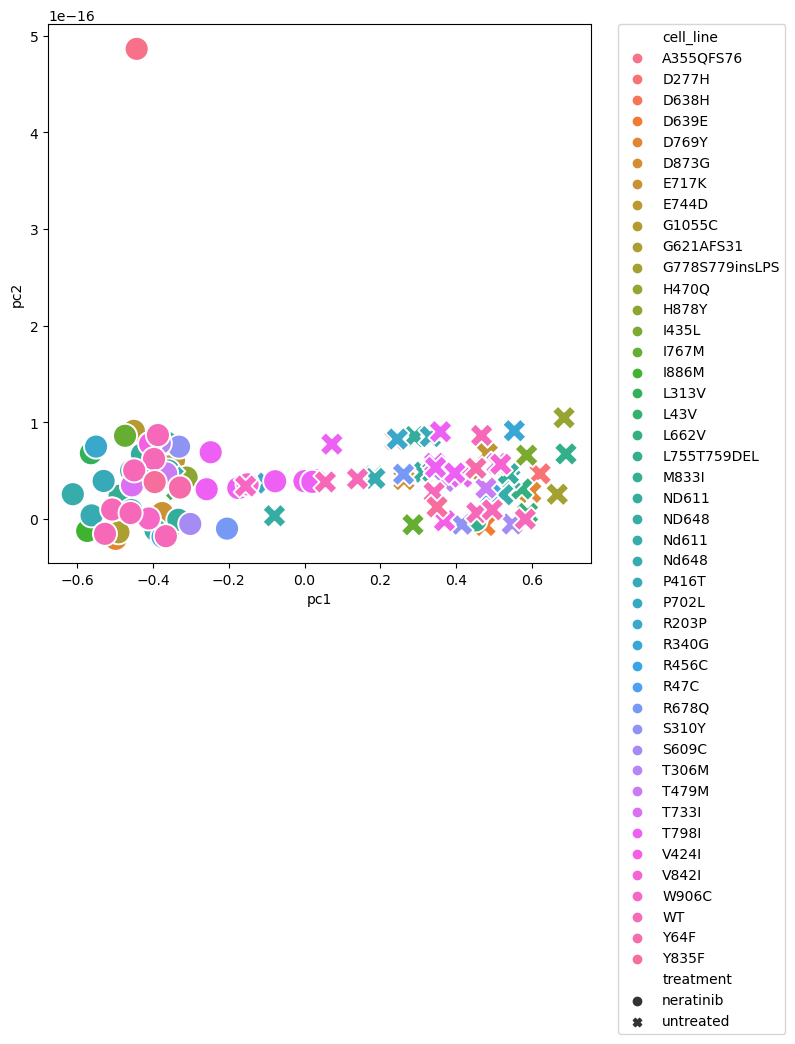 1e−16
5
4
3
2
1
0
pc2
−0.6
−0.4
−0.2
0.0
0.2
0.4
0.6
pc1
cell_line
A355QFS76
D277H
D638H
D639E
D769Y
D873G
E717K
E744D
G1055C
G621AFS31
G778S779insLPS
H470Q
H878Y
I435L
I767M
I886M
L313V
L43V
L662V
L755T759DEL
M833I
ND611
ND648
Nd611
Nd648
P416T
P702L
R203P
R340G
R456C
R47C
R678Q
S310Y
S609C
T306M
T479M
T733I
T798I
V424I
V842I
W906C
WT
Y64F
Y835F
treatment
neratinib
untreated